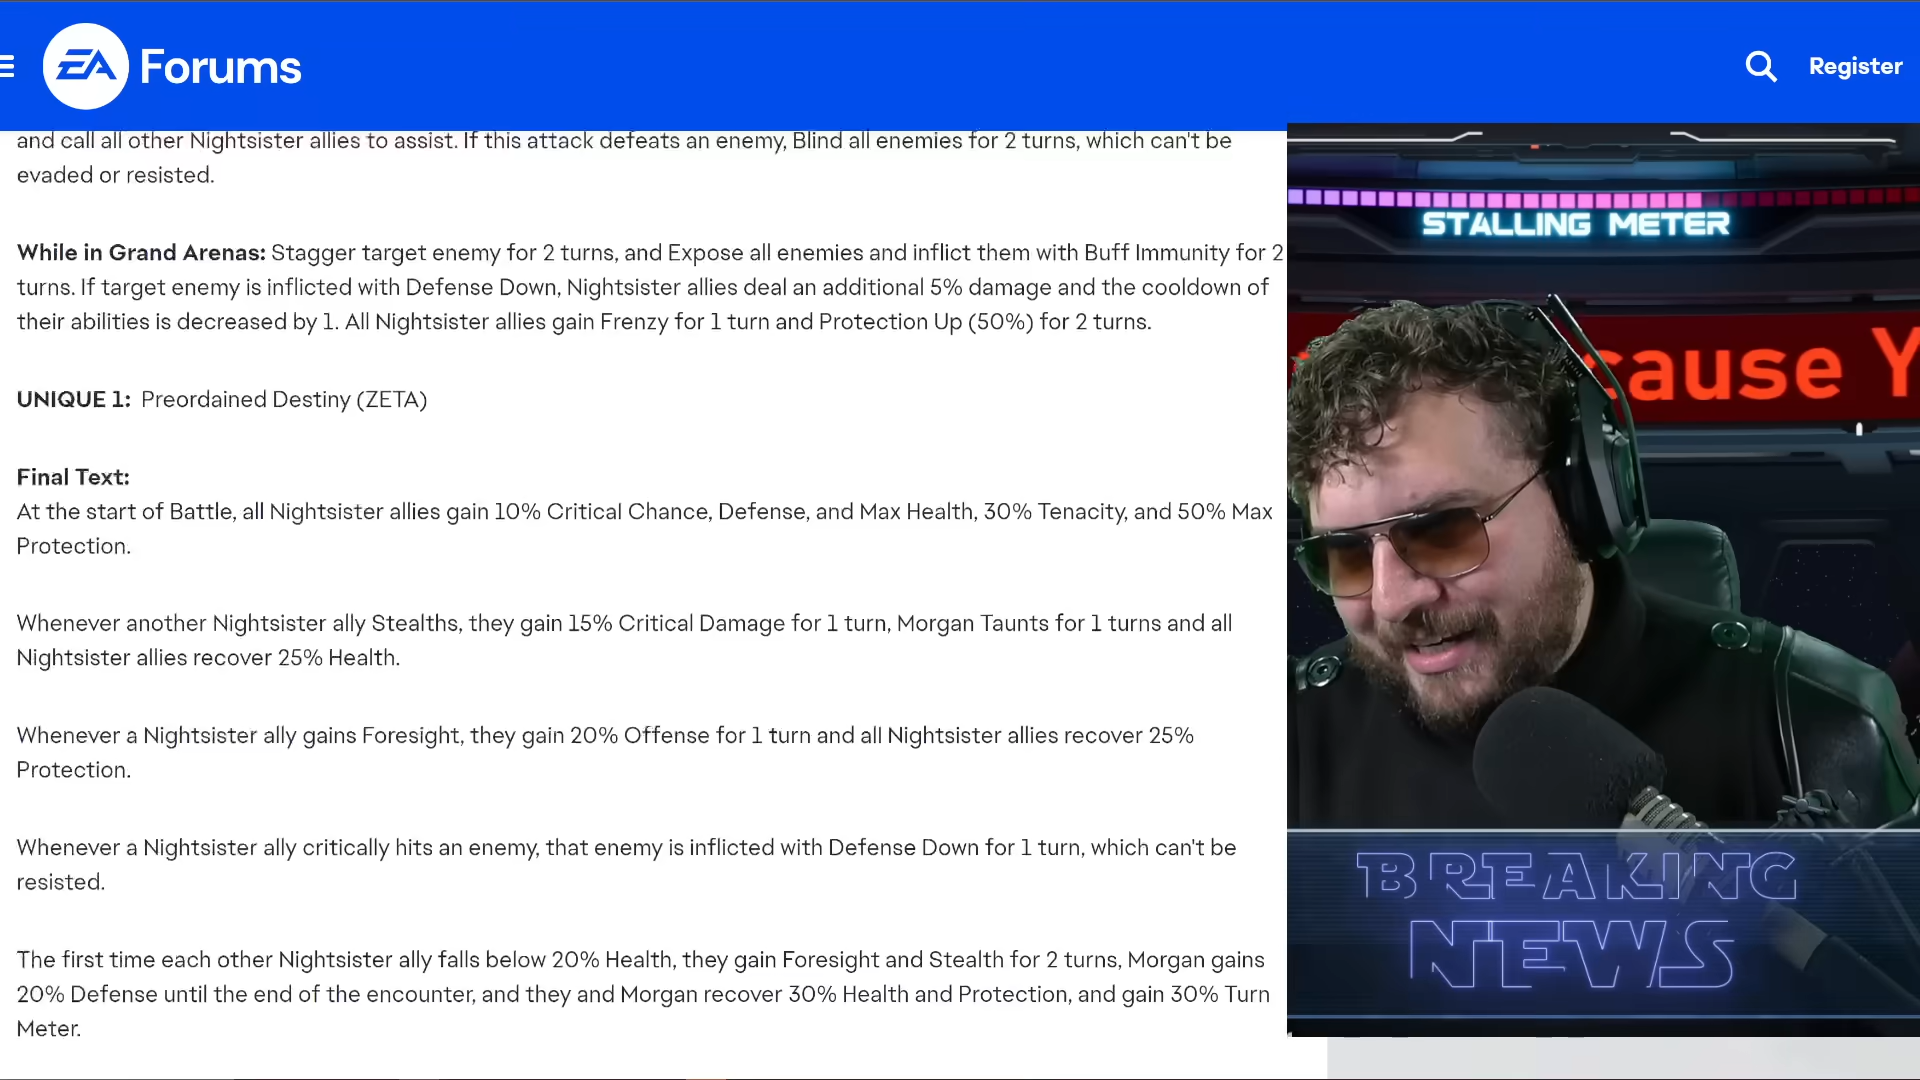 EA Forums
Register
and call all other Nightsister allies to assist. If this attack defeats an enemy, Blind all enemies for 2 turns, which can't be
evaded or resisted.
While in Grand Arenas: Stagger target enemy for 2 turns, and Expose all enemies and inflict them with Buff Immunity for 2
turns. If target enemy is inflicted with Defense Down, Nightsister allies deal an additional 5% damage and the cooldown of
their abilities is decreased by 1. All Nightsister allies gain Frenzy for 1 turn and Protection Up (50%) for 2 turns.
UNIQUE 1: Preordained Destiny (ZETA)
Final Text:
At the start of Battle, all Nightsister allies gain 10% Critical Chance, Defense, and Max Health, 30% Tenacity, and 50% Max
Protection.
Whenever another Nightsister ally Stealths, they gain 15% Critical Damage for 1 turn, Morgan Taunts for 1 turns and all
Nightsister allies recover 25% Health.
Whenever a Nightsister ally gains Foresight, they gain 20% Offense for 1 turn and all Nightsister allies recover 25%
Protection.
Whenever a Nightsister ally critically hits an enemy, that enemy is inflicted with Defense Down for 1 turn, which can't be
resisted.
The first time each other Nightsister ally falls below 20% Health, they gain Foresight and Stealth for 2 turns, Morgan gains
20% Defense until the end of the encounter, and they and Morgan recover 30% Health and Protection, and gain 30% Turn
Meter.
STALLING METER
cause Y
BREAKING
NEWS